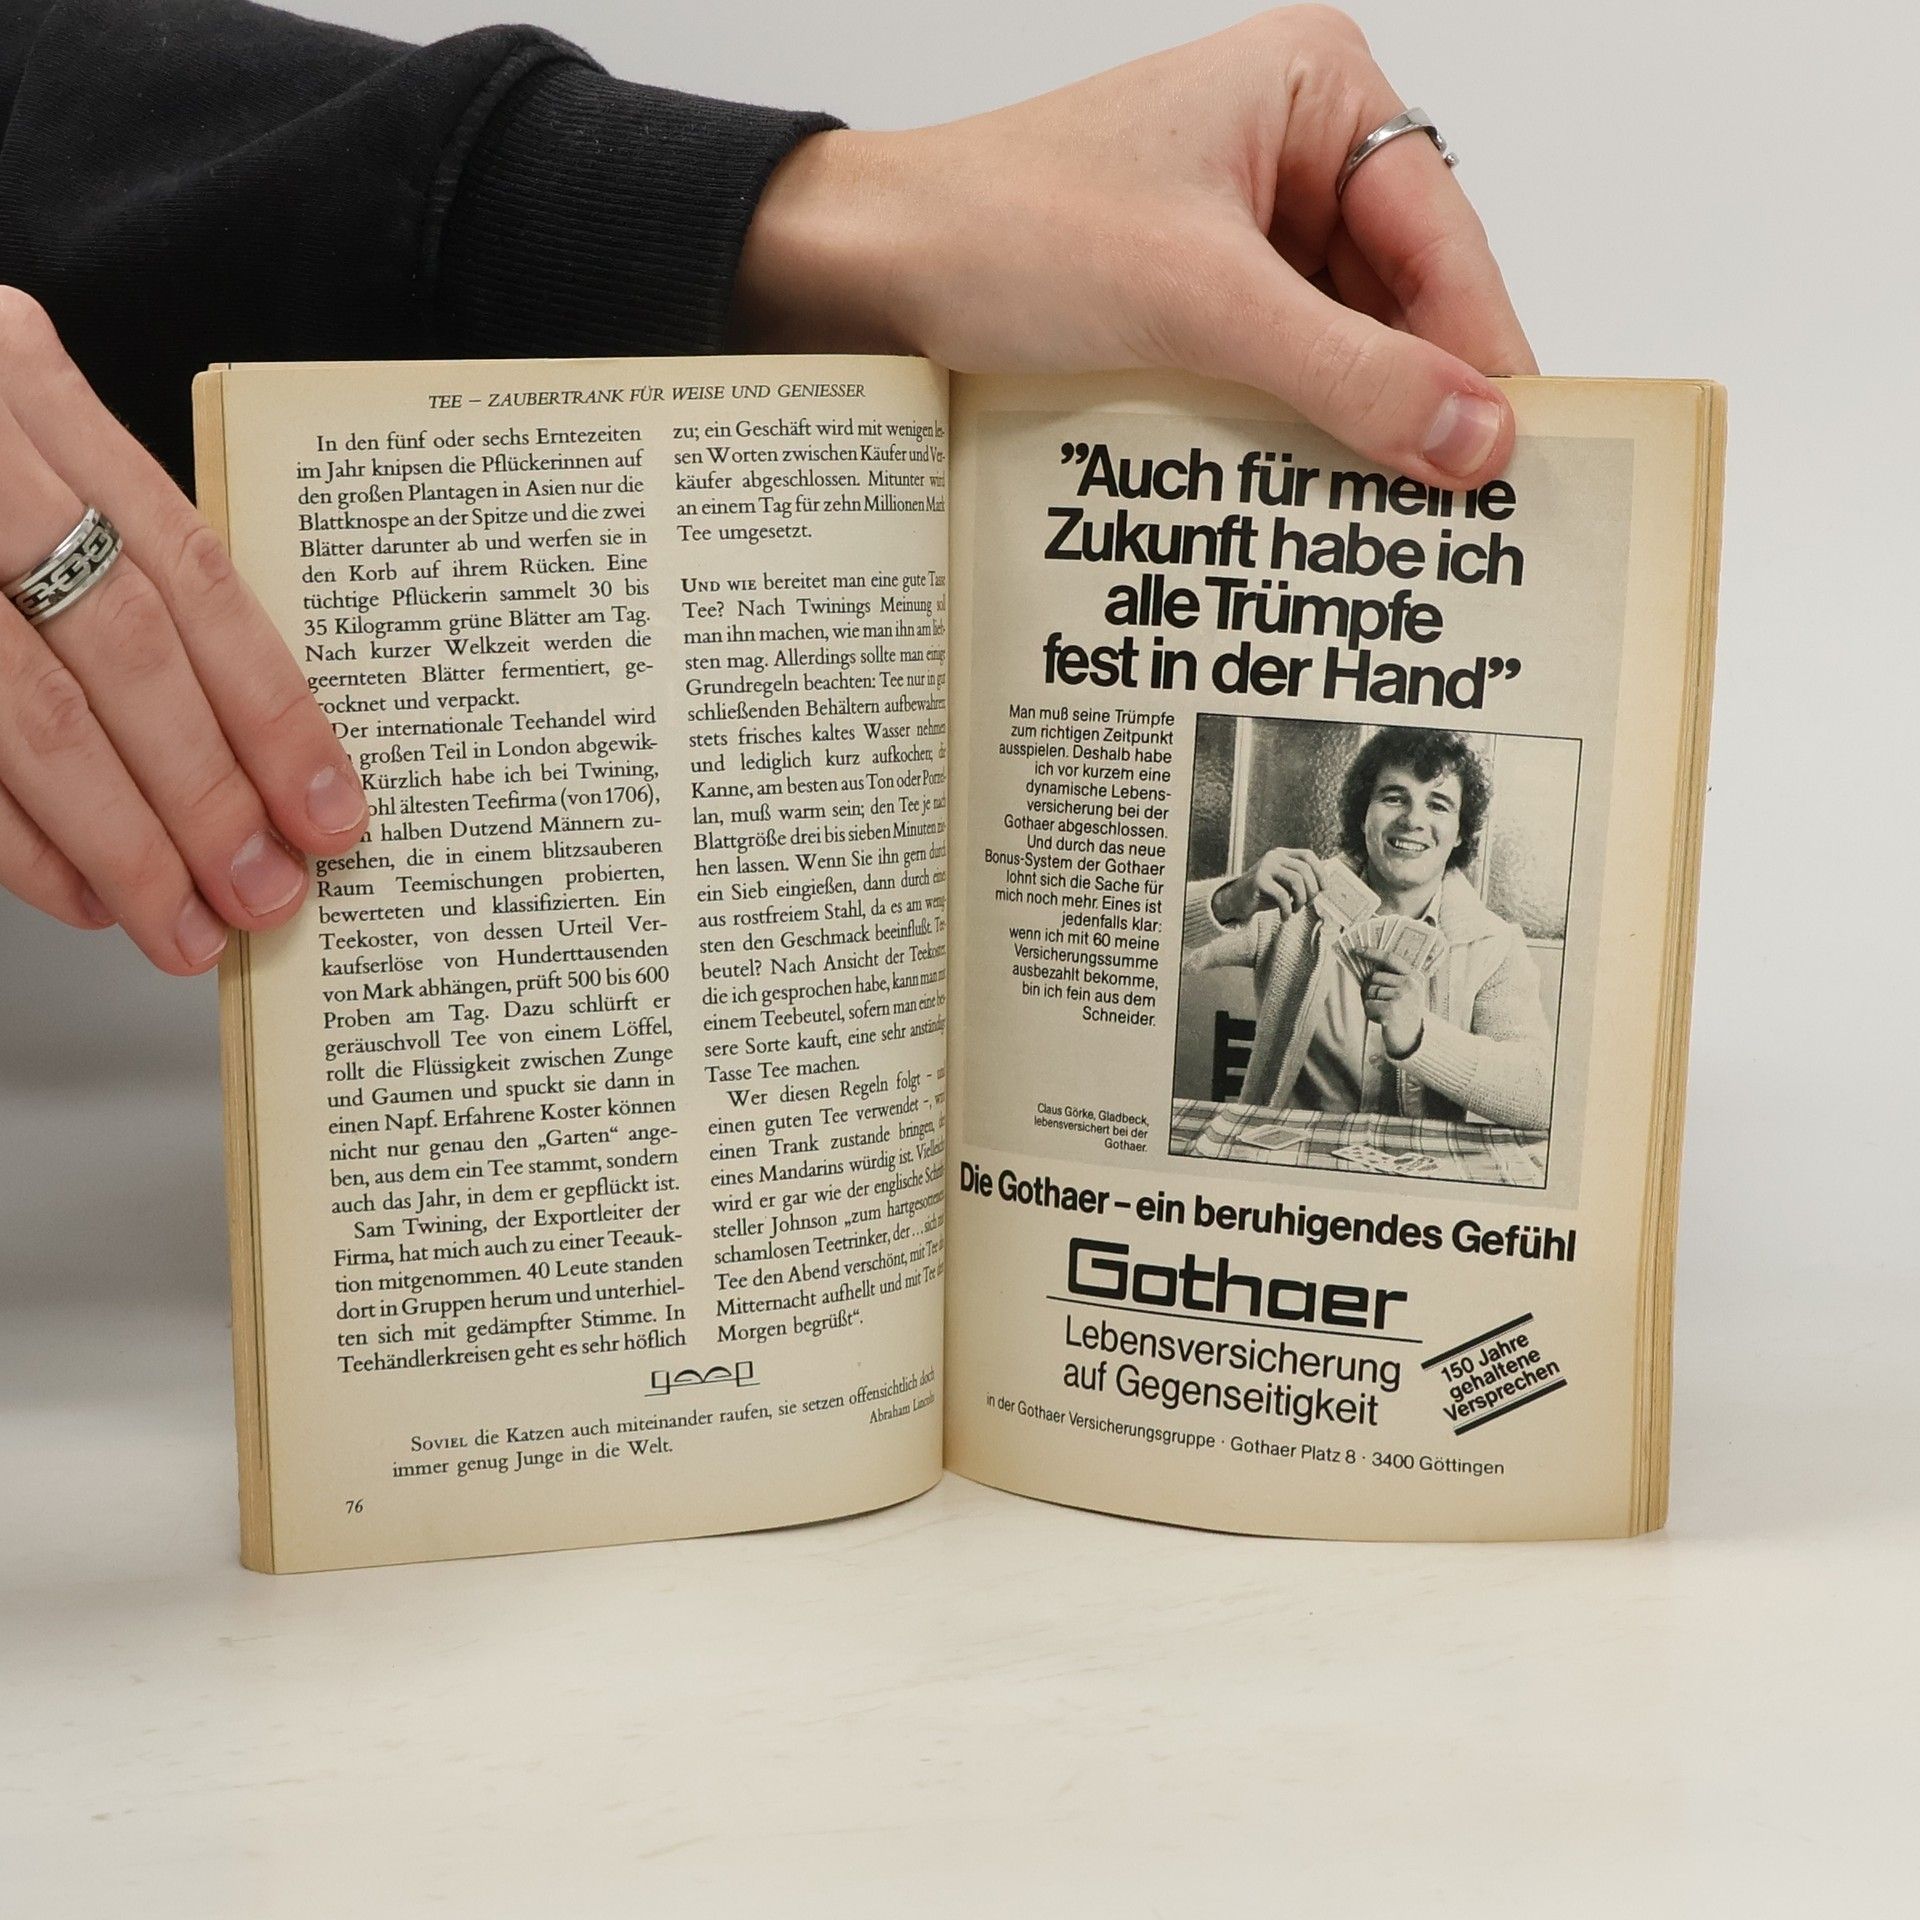 TEE – ZAUBERTRANK FÜR WEISE UND GENIESSER
In den fünf oder sechs Erntezeiten
im Jahr knipsen die Pflückerinnen auf
den großen Plantagen in Asien nur die
Blattknospe an der Spitze und die zwei
Blätter darunter ab und werfen sie in
den Korb auf ihrem Rücken. Eine
tüchtige Pflückerin sammelt 30 bis
35 Kilogramm grüne Blätter am Tag.
Nach kurzer Welkzeit werden die
geernteten Blätter fermentiert, ge-
rocknet und verpackt.
Der internationale Teehandel wird
großen Teil in London abgewik-
Kürzlich habe ich bei Twining,
ohl ältesten Teefirma (von 1706),
halben Dutzend Männern zu-
gesehen, die in einem blitzsauberen
Raum Teemischungen probierten,
bewerteten und klassifizierten. Ein
Teekoster, von dessen Urteil Ver-
kaufserlöse von Hunderttausenden
von Mark abhängen, prüft 500 bis 600
Proben am Tag. Dazu schlürft er
geräuschvoll Tee von einem Löffel,
rollt die Flüssigkeit zwischen Zunge
und Gaumen und spuckt sie dann in
einen Napf. Erfahrene Koster können
nicht nur genau den „Garten“ ange-
ben, aus dem ein Tee stammt, sondern
auch das Jahr, in dem er gepflückt ist.
Sam Twining, der Exportleiter der
Firma, hat mich auch zu einer Teeauk-
tion mitgenommen. 40 Leute standen
dort in Gruppen herum und unterhiel-
ten sich mit gedämpfter Stimme. In
Teehändlerkreisen geht es sehr höflich
zu; ein Geschäft wird mit wenigen lei-
sen Worten zwischen Käufer und Ver-
käufer abgeschlossen. Mitunter wird
an einem Tag für zehn Millionen Mark
Tee umgesetzt.
UND WIE bereitet man eine gute Tasse
Tee? Nach Twinings Meinung soll
man ihn machen, wie man ihn am lieb-
sten mag. Allerdings sollte man einige
Grundregeln beachten: Tee nur in gut
schließenden Behältern aufbewahren;
stets frisches kaltes Wasser nehmen
und lediglich kurz aufkochen; die
Kanne, am besten aus Ton oder Porzel-
lan, muß warm sein; den Tee je nach
Blattgröße drei bis sieben Minuten zie-
hen lassen. Wenn Sie ihn gern durch
ein Sieb eingießen, dann durch eins
aus rostfreiem Stahl, da es am wenig-
sten den Geschmack beeinflußt. Tee-
beutel? Nach Ansicht der Teekoster,
die ich gesprochen habe, kann man mit
einem Teebeutel, sofern man eine bes-
sere Sorte kauft, eine sehr anständige
Tasse Tee machen.
Wer diesen Regeln folgt – und
einen guten Tee verwendet –, wird
einen Trank zustande bringen, der
eines Mandarins würdig ist. Vielleicht
wird er gar wie der englische Schrift-
steller Johnson „zum hartgesottenen
schamlosen Teetrinker, der ... sich mit
Tee den Abend verschönt, mit Tee die
Mitternacht aufhellt und mit Tee den
Morgen begrüßt“.
SOVIEL die Katzen auch miteinander raufen, sie setzen offensichtlich doch
immer genug Junge in die Welt.
Abraham Lincoln
76
”Auch für meine
Zukunft habe ich
alle Trümpfe
fest in der Hand”
Man muß seine Trümpfe
zum richtigen Zeitpunkt
ausspielen. Deshalb habe
ich vor kurzem eine
dynamische Lebens-
versicherung bei der
Gothaer abgeschlossen.
Und durch das neue
Bonus-System der Gothaer
lohnt sich die Sache für
mich noch mehr. Eines ist
jedenfalls klar:
wenn ich mit 60 meine
Versicherungssumme
ausbezahlt bekomme,
bin ich fein aus dem
Schneider.
Claus Görke, Gladbeck,
lebensversichert bei der
Gothaer.
Die Gothaer – ein beruhigendes Gefühl
Gothaer
Lebensversicherung
auf Gegenseitigkeit
150 Jahre
gehaltene
Versprechen
in der Gothaer Versicherungsgruppe · Gothaer Platz 8 · 3400 Göttingen